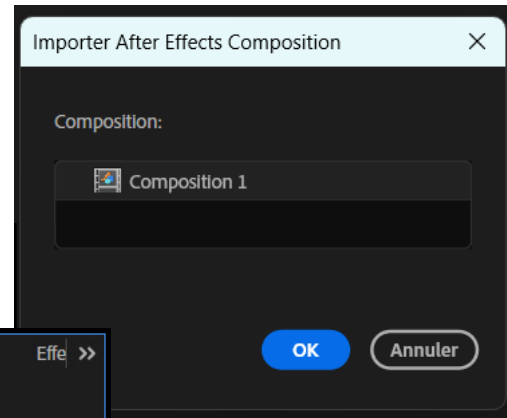 Importer After Effects Composition
Composition:
Composition 1
Effe
OK
Annuler